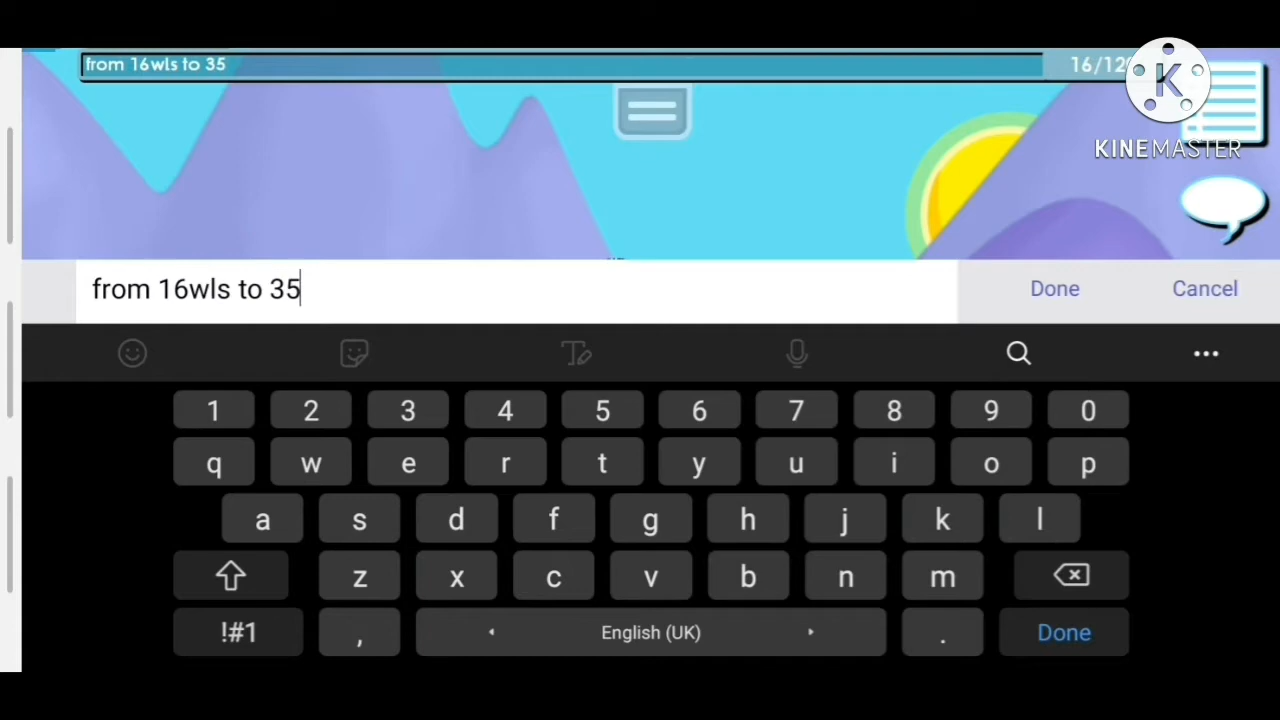 from 16wls to 35
16/12
KINEMASTER
from 16wls to 35
Done
Cancel
1 2 3 4 5 6 7 8 9 0
q w e r t y u i o p
a s d f g h j k l
z x c v b n m
!#1 , English (UK) . Done